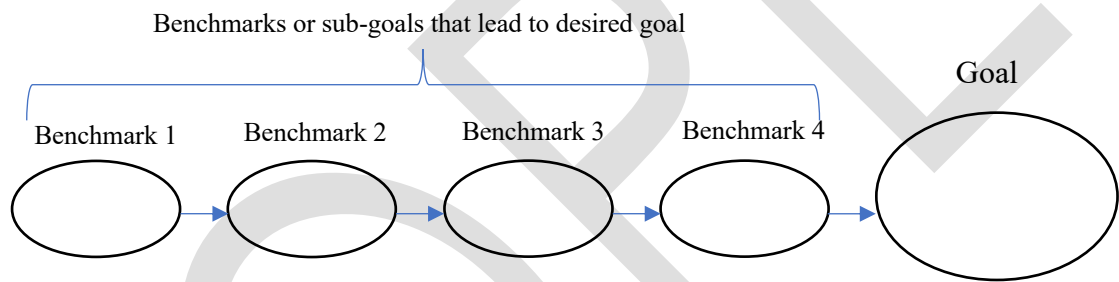 Benchmarks or sub-goals that lead to desired goal
Goal
Benchmark 1
Benchmark 2
Benchmark 3
Benchmark 4